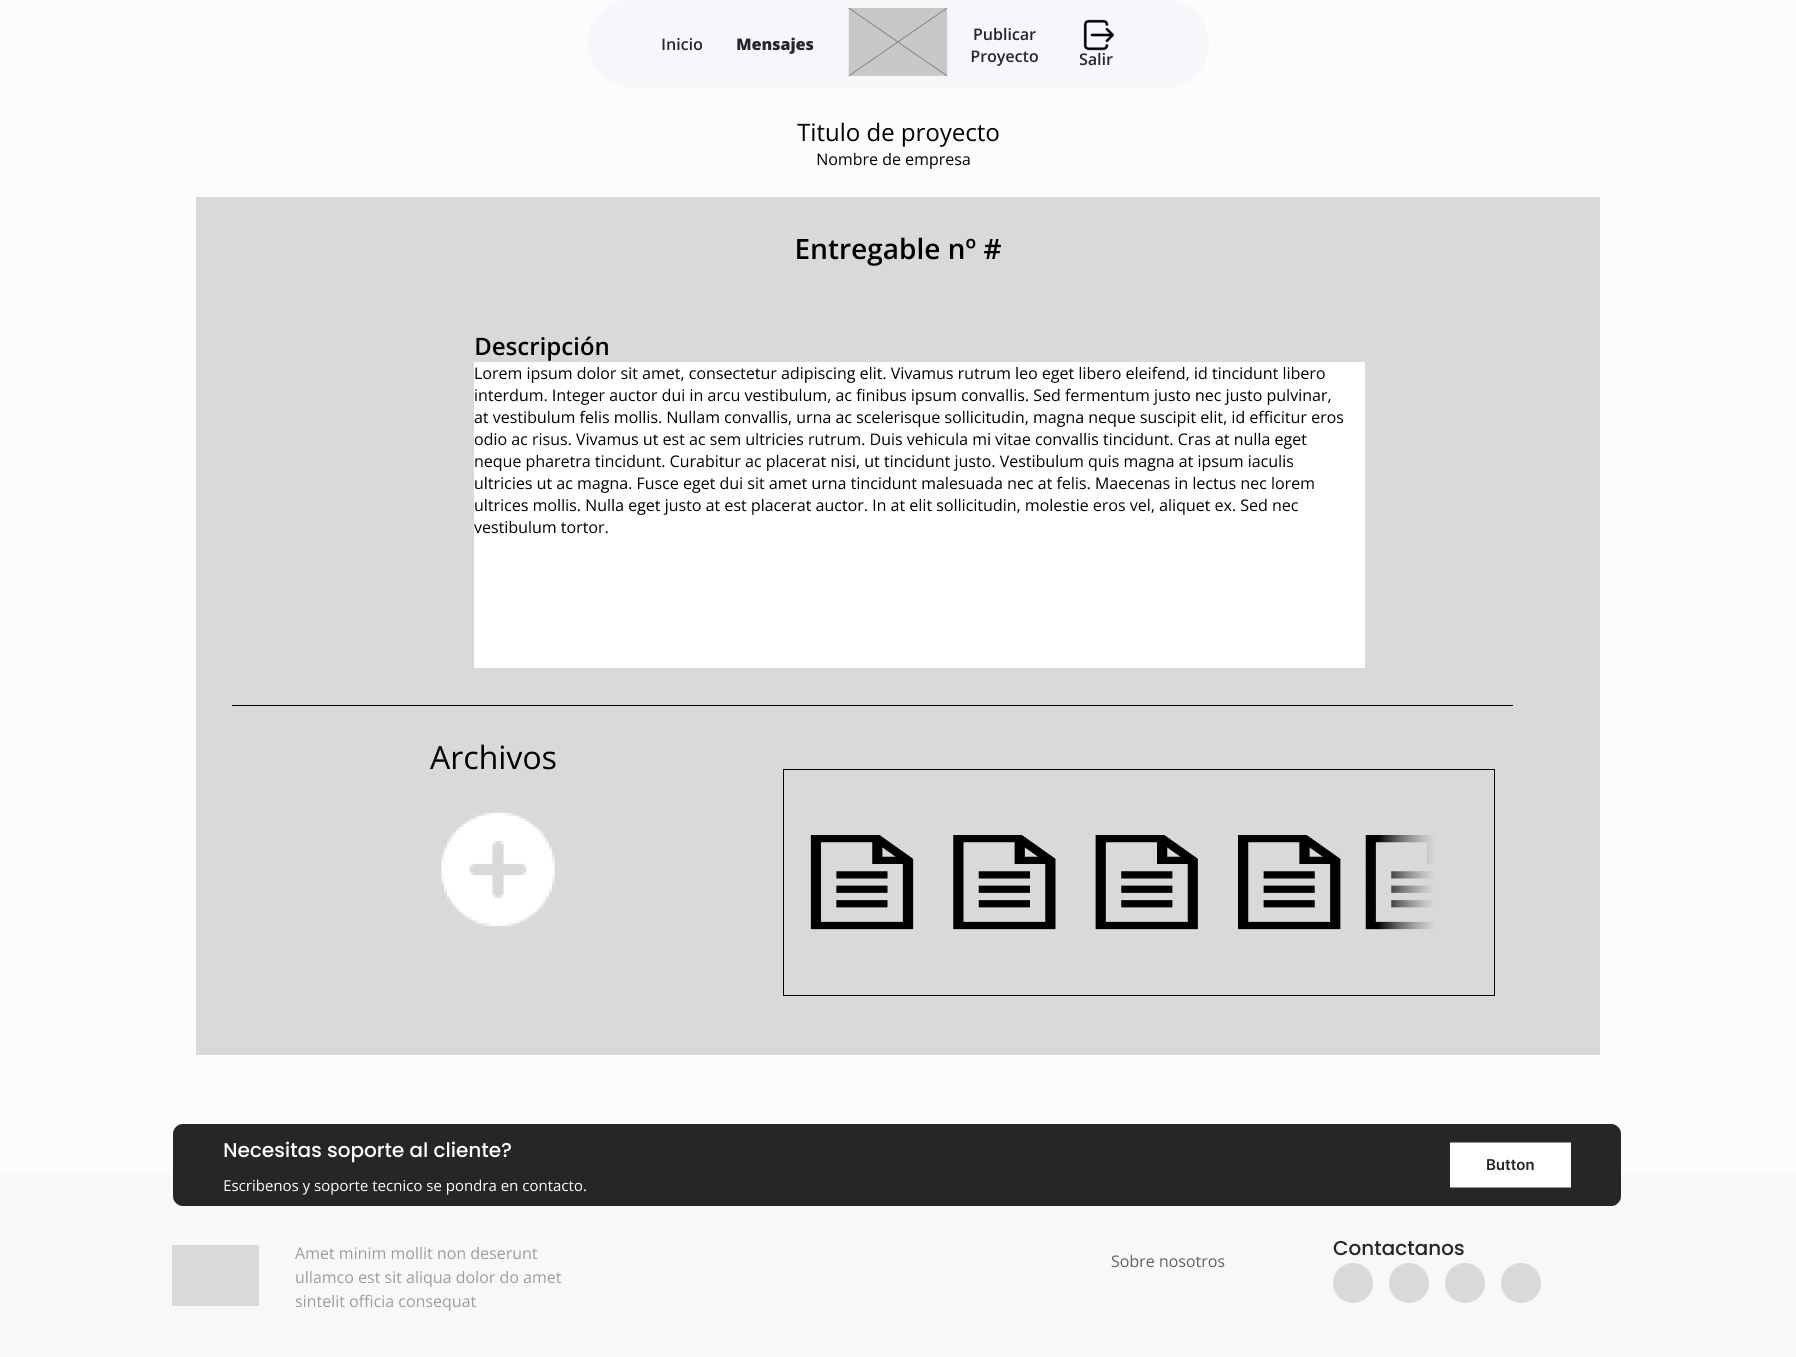 Inicio
Mensajes
Publicar
Proyecto
Salir
Titulo de proyecto
Nombre de empresa
Entregable nº #
Descripción
Lorem ipsum dolor sit amet, consectetur adipiscing elit. Vivamus rutrum leo eget libero eleifend, id tincidunt libero
interdum. Integer auctor dui in arcu vestibulum, ac finibus ipsum convallis. Sed fermentum justo nec justo pulvinar,
at vestibulum felis mollis. Nullam convallis, urna ac scelerisque sollicitudin, magna neque suscipit elit, id efficitur eros
odio ac risus. Vivamus ut est ac sem ultricies rutrum. Duis vehicula mi vitae convallis tincidunt. Cras at nulla eget
neque pharetra tincidunt. Curabitur ac placerat nisi, ut tincidunt justo. Vestibulum quis magna at ipsum iaculis
ultricies ut ac magna. Fusce eget dui sit amet urna tincidunt malesuada nec at felis. Maecenas in lectus nec lorem
ultrices mollis. Nulla eget justo at est placerat auctor. In at elit sollicitudin, molestie eros vel, aliquet ex. Sed nec
vestibulum tortor.
Archivos
Necesitas soporte al cliente?
Escribenos y soporte tecnico se pondra en contacto.
Button
Amet minim mollit non deserunt
ullamco est sit aliqua dolor do amet
sintelit officia consequat
Sobre nosotros
Contactanos